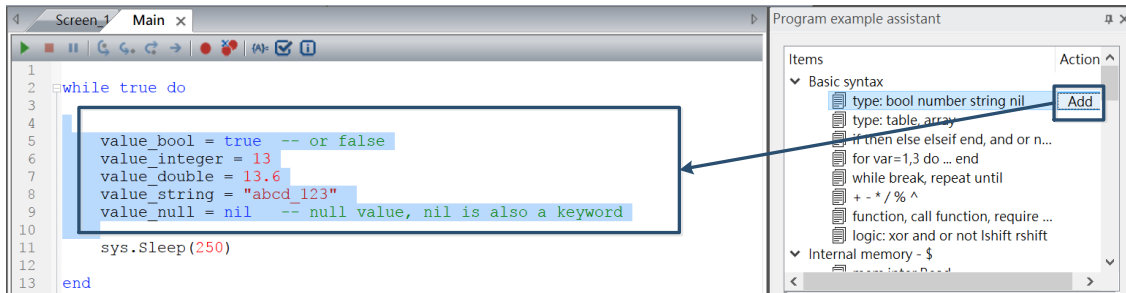 Screen_1 Main ×
Program example assistant
{A}=
Items Action
Basic syntax
type: bool number string nil Add
type: table, array
if then else elseif end, and or n...
for var=1,3 do ... end
while break, repeat until
+ - * / % ^
function, call function, require ...
logic: xor and or not lshift rshift
Internal memory - $
1
2 while true do
3
4
5 value_bool = true -- or false
6 value_integer = 13
7 value_double = 13.6
8 value_string = "abcd_123"
9 value_null = nil -- null value, nil is also a keyword
10
11 sys.Sleep(250)
12
13 end